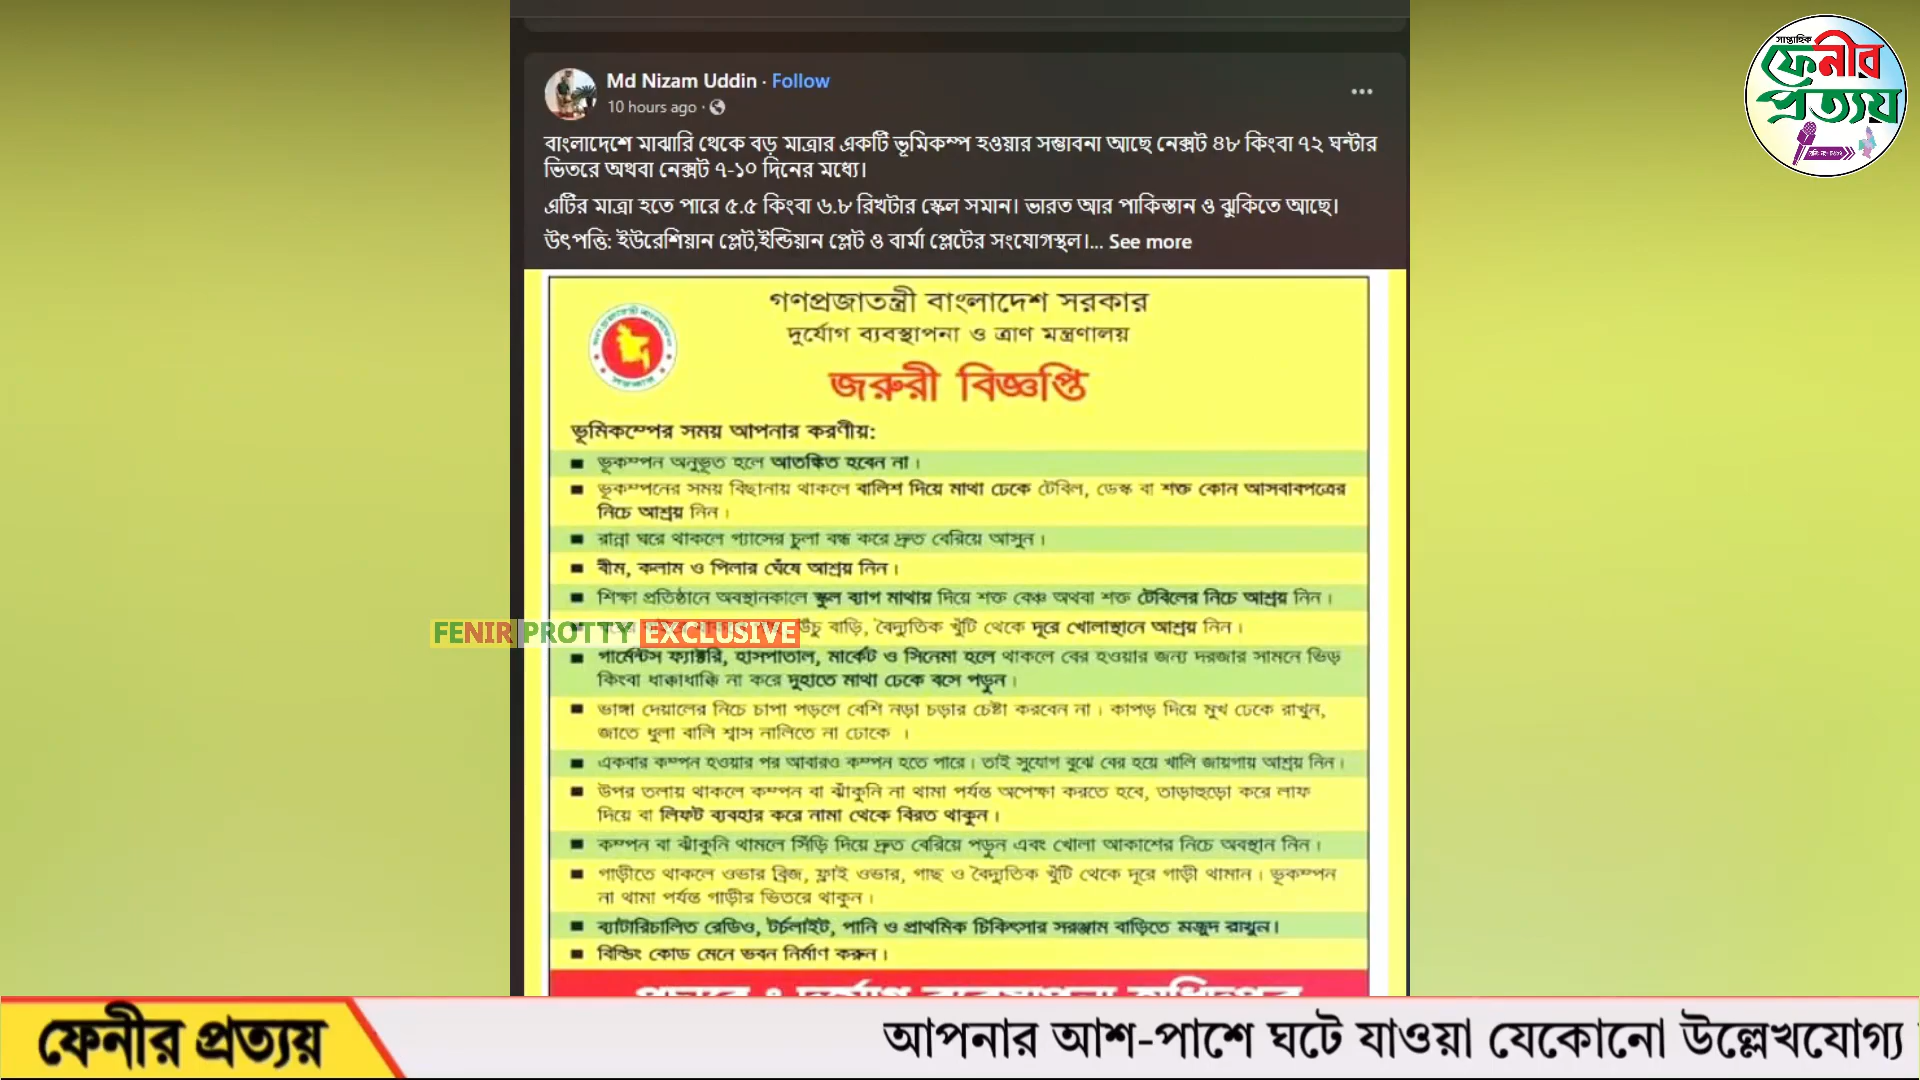 Md Nizam Uddin · Follow
10 hours ago ·
বাংলাদেশে মাঝারি থেকে বড় মাত্রার একটি ভূমিকম্প হওয়ার সম্ভাবনা আছে নেক্সট ৪৮ কিংবা ৭২ ঘন্টার
ভিতরে অথবা নেক্সট ৭-১০ দিনের মধ্যে।
এটির মাত্রা হতে পারে ৫.৫ কিংবা ৬.৮ রিখটার স্কেল সমান। ভারত আর পাকিস্তান ও ঝুকিতে আছে।
উৎপত্তি: ইউরেশিয়ান প্লেট,ইন্ডিয়ান প্লেট ও বার্মা প্লেটের সংযোগস্থল।... See more
সাপ্তাহিক
ফেনীর
প্রত্যয়
গণপ্রজাতন্ত্রী বাংলাদেশ সরকার
দুর্যোগ ব্যবস্থাপনা ও ত্রাণ মন্ত্রণালয়
জরুরী বিজ্ঞপ্তি
ভূমিকম্পের সময় আপনার করণীয়:
■ ভূকম্পন অনুভূত হলে আতঙ্কিত হবেন না।
■ ভূকম্পনের সময় বিছানায় থাকলে বালিশ দিয়ে মাথা ঢেকে টেবিল, ডেস্ক বা শক্ত কোন আসবাবপত্রের
নিচে আশ্রয় নিন।
■ রান্না ঘরে থাকলে গ্যাসের চুলা বন্ধ করে দ্রুত বেরিয়ে আসুন।
■ বীম, কলাম ও পিলার ঘেঁষে আশ্রয় নিন।
■ শিক্ষা প্রতিষ্ঠানে অবস্থানকালে স্কুল ব্যাগ মাথায় দিয়ে শক্ত বেঞ্চ অথবা শক্ত টেবিলের নিচে আশ্রয় নিন।
FENIR PROTTY EXCLUSIVE
উঁচু বাড়ি, বৈদ্যুতিক খুঁটি থেকে দূরে খোলাস্থানে আশ্রয় নিন।
■ গার্মেন্টস ফ্যাক্টরি, হাসপাতাল, মার্কেট ও সিনেমা হলে থাকলে বের হওয়ার জন্য দরজার সামনে ভিড়
কিংবা ধাক্কাধাক্কি না করে দুহাতে মাথা ঢেকে বসে পড়ুন।
■ ভাঙ্গা দেয়ালের নিচে চাপা পড়লে বেশি নড়া চড়ার চেষ্টা করবেন না। কাপড় দিয়ে মুখ ঢেকে রাখুন,
জাতে ধুলা বালি শ্বাস নালিতে না ঢোকে ।
■ একবার কম্পন হওয়ার পর আবারও কম্পন হতে পারে। তাই সুযোগ বুঝে বের হয়ে খালি জায়গায় আশ্রয় নিন।
■ উপর তলায় থাকলে কম্পন বা ঝাঁকুনি না থামা পর্যন্ত অপেক্ষা করতে হবে, তাড়াহুড়ো করে লাফ
দিয়ে বা লিফট ব্যবহার করে নামা থেকে বিরত থাকুন।
■ কম্পন বা ঝাঁকুনি থামলে সিঁড়ি দিয়ে দ্রুত বেরিয়ে পড়ুন এবং খোলা আকাশের নিচে অবস্থান নিন।
■ গাড়ীতে থাকলে ওভার ব্রিজ, ফ্লাই ওভার, গাছ ও বৈদ্যুতিক খুঁটি থেকে দূরে গাড়ী থামান। ভূকম্পন
না থামা পর্যন্ত গাড়ীর ভিতরে থাকুন।
■ ব্যাটারিচালিত রেডিও, টর্চলাইট, পানি ও প্রাথমিক চিকিৎসার সরঞ্জাম বাড়িতে মজুদ রাখুন।
■ বিল্ডিং কোড মেনে ভবন নির্মাণ করুন।
ফেনীর প্রত্যয়
আপনার আশ-পাশে ঘটে যাওয়া যেকোনো উল্লেখযোগ্য